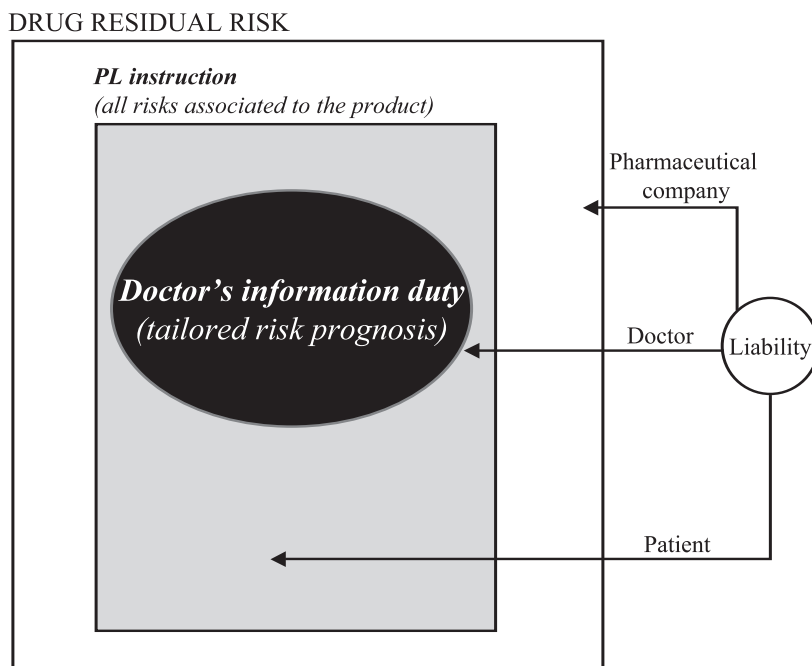 DRUG RESIDUAL RISK
PL instruction
(all risks associated to the product)
Pharmaceutical
company
Doctor’s information duty
(tailored risk prognosis)
Doctor
Liability
Patient